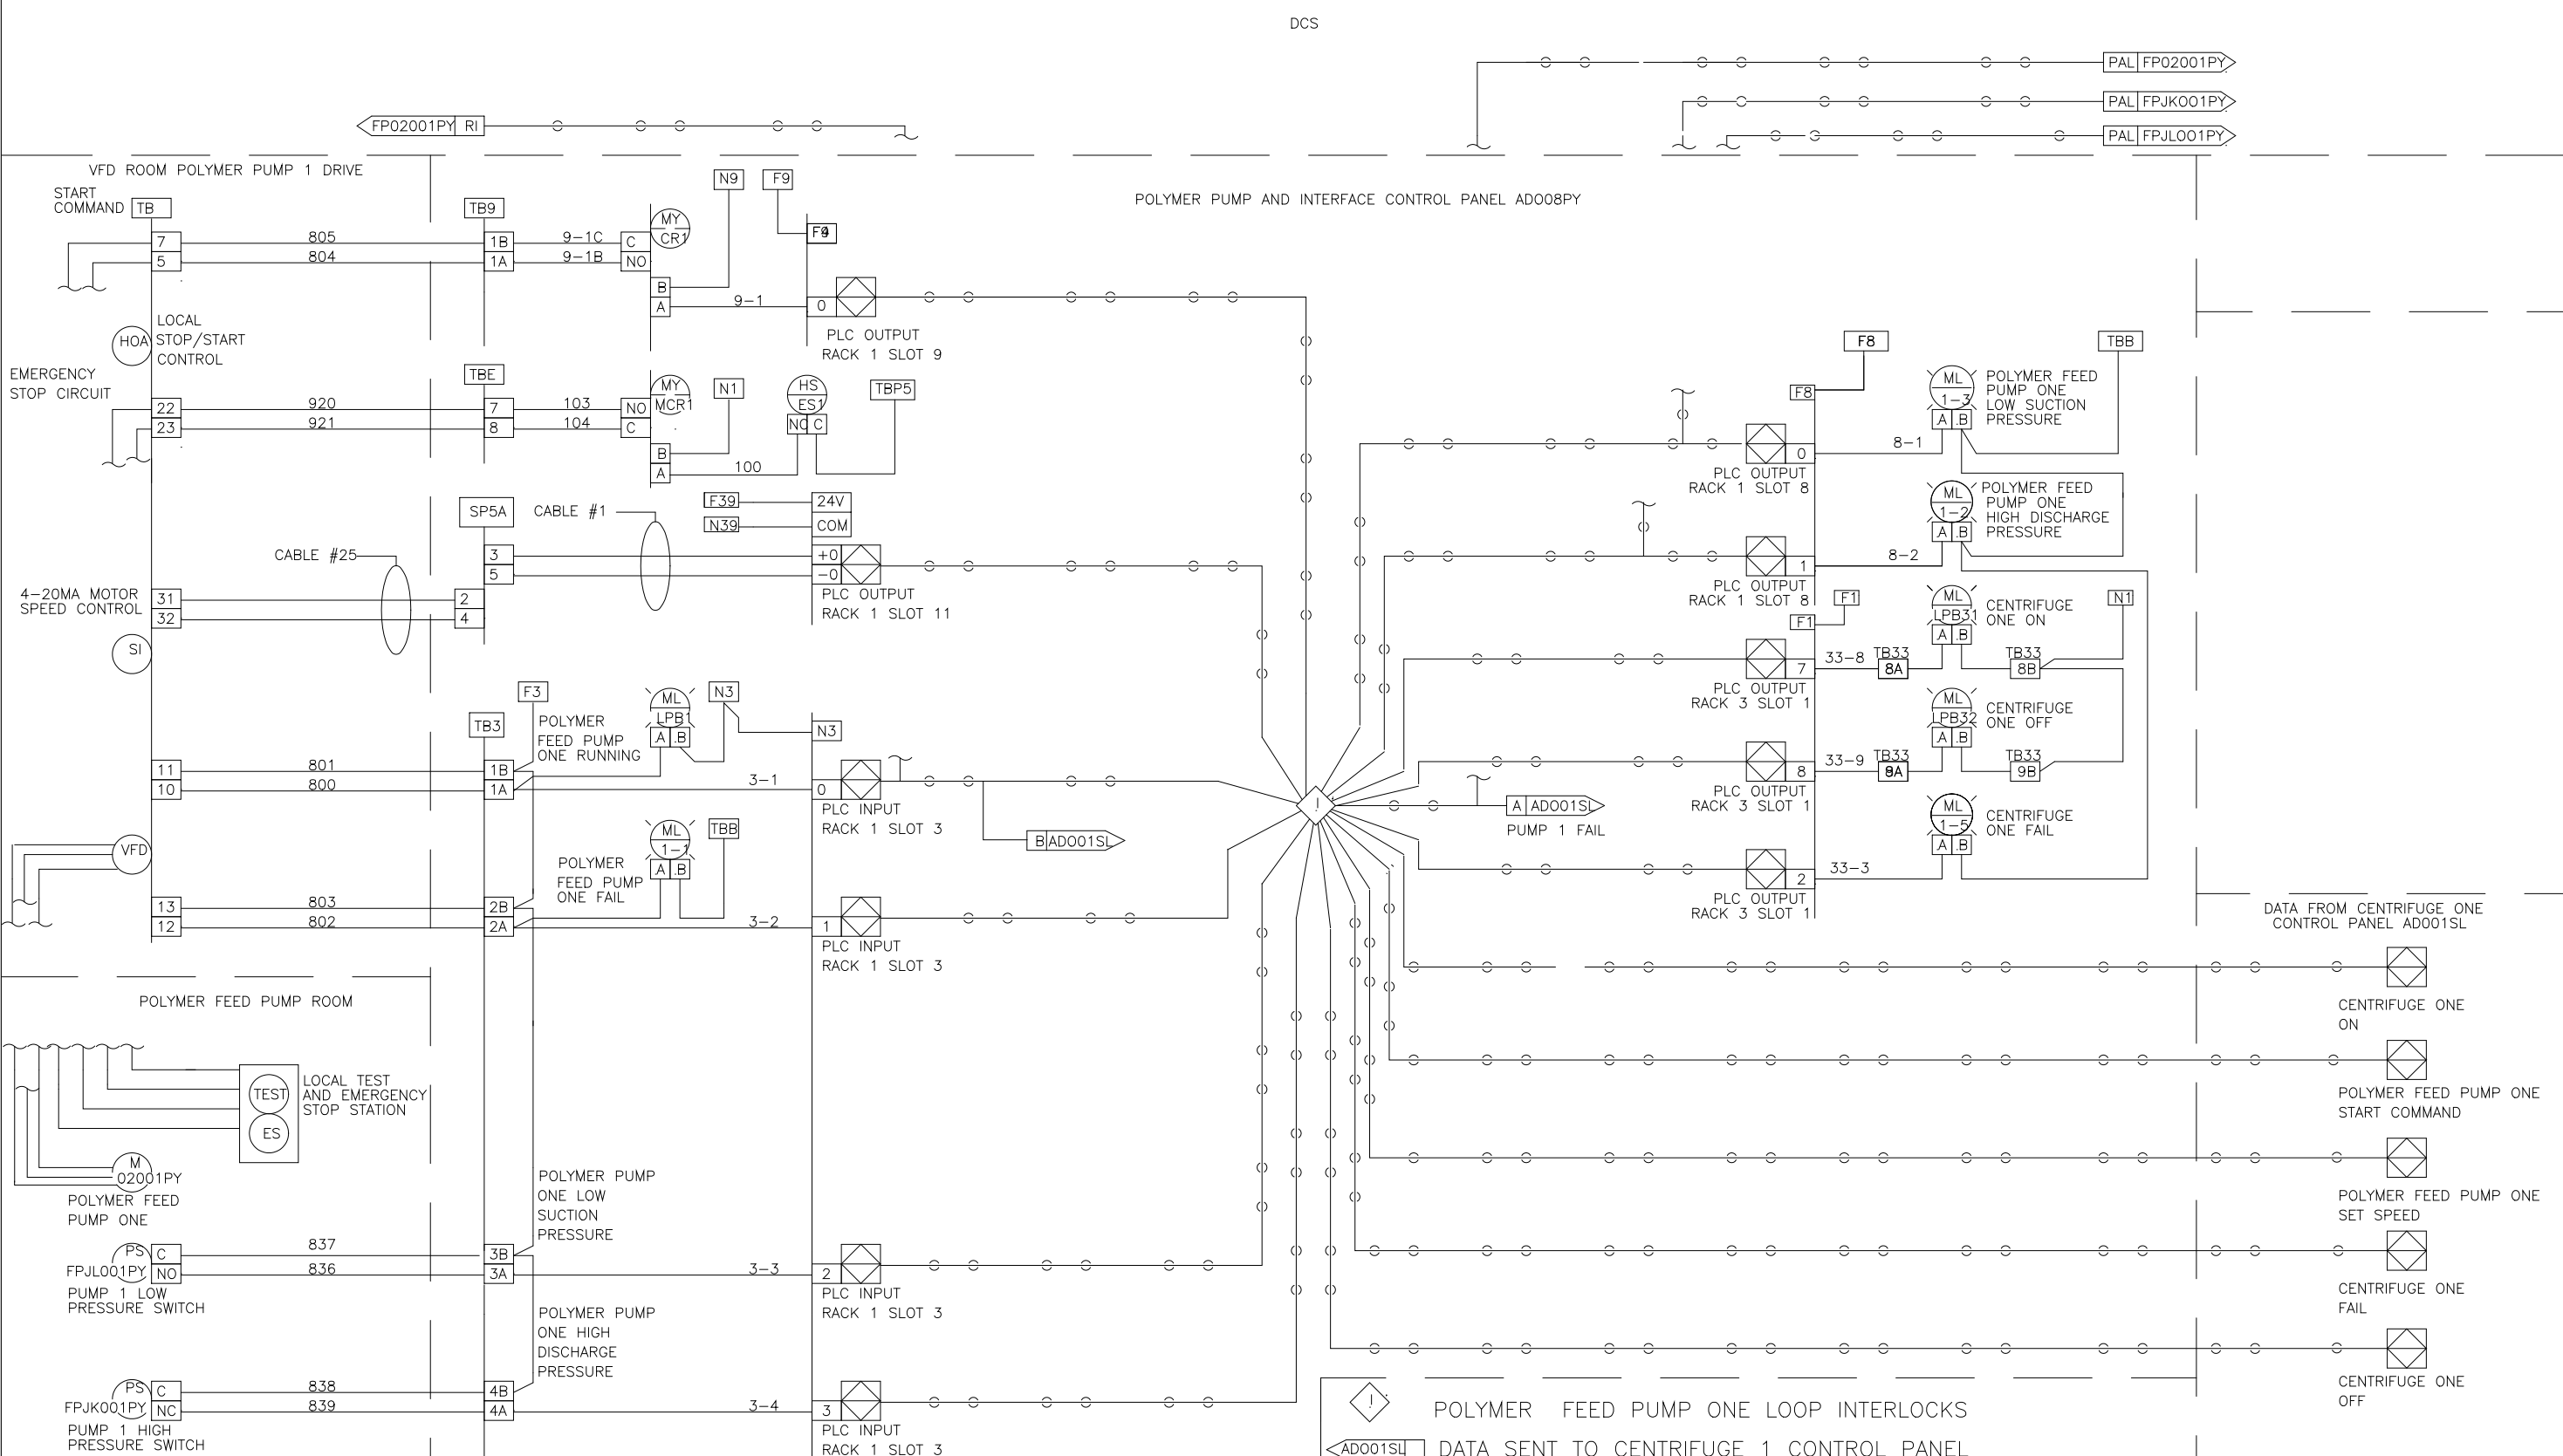 DCS
PAL FP02001PY
PAL FPJK001PY
PAL FPJL001PY
FP02001PY RI
VFD ROOM POLYMER PUMP 1 DRIVE
POLYMER PUMP AND INTERFACE CONTROL PANEL AD008PY
START
COMMAND
TB
TB9
N9
F9
MY
CR1
7 805 1B 9-1C C
5 804 1A 9-1B NO
B
A 9-1 0
PLC OUTPUT
RACK 1 SLOT 9
HOA
LOCAL
STOP/START
CONTROL
EMERGENCY
STOP CIRCUIT
TBE
MY
MCR1
N1
HS
ES1
NC C
TBP5
22 920 7 103 NO
23 921 8 104 C
B
A 100
SP5A
CABLE #1
F39 24V
N39 COM
CABLE #25
3 +0
5 -0
PLC OUTPUT
RACK 1 SLOT 11
4-20MA MOTOR
SPEED CONTROL
31 2
32 4
SI
F3
TB3
POLYMER
FEED PUMP
ONE RUNNING
ML
LPB1
A B
N3
N3
11 801 1B
10 800 1A 3-1 0
PLC INPUT
RACK 1 SLOT 3
B AD001SL
VFD
POLYMER
FEED PUMP
ONE FAIL
ML
1-1
A B
TBB
13 803 2B
12 802 2A 3-2 1
PLC INPUT
RACK 1 SLOT 3
POLYMER FEED PUMP ROOM
TEST
ES
LOCAL TEST
AND EMERGENCY
STOP STATION
M
02001PY
POLYMER FEED
PUMP ONE
POLYMER PUMP
ONE LOW
SUCTION
PRESSURE
PS
FPJL001PY
C 837 3B
NO 836 3A 3-3 2
PUMP 1 LOW
PRESSURE SWITCH
PLC INPUT
RACK 1 SLOT 3
POLYMER PUMP
ONE HIGH
DISCHARGE
PRESSURE
PS
FPJK001PY
C 838 4B
NC 839 4A 3-4 3
PUMP 1 HIGH
PRESSURE SWITCH
PLC INPUT
RACK 1 SLOT 3
F8
F8
TBB
ML
1-3
A B
POLYMER FEED
PUMP ONE
LOW SUCTION
PRESSURE
0 8-1
PLC OUTPUT
RACK 1 SLOT 8
ML
1-2
A B
POLYMER FEED
PUMP ONE
HIGH DISCHARGE
PRESSURE
1 8-2
PLC OUTPUT
RACK 1 SLOT 8
F1
F1
N1
ML
LPB31
A B
CENTRIFUGE
ONE ON
7 33-8 TB33 8A TB33 8B
PLC OUTPUT
RACK 3 SLOT 1
ML
LPB32
A B
CENTRIFUGE
ONE OFF
8 33-9 TB33 TB33 9B
PLC OUTPUT
RACK 3 SLOT 1
I
A AD001SL
PUMP 1 FAIL
ML
1-5
A B
CENTRIFUGE
ONE FAIL
2 33-3
PLC OUTPUT
RACK 3 SLOT 1
DATA FROM CENTRIFUGE ONE
CONTROL PANEL AD001SL
CENTRIFUGE ONE
ON
POLYMER FEED PUMP ONE
START COMMAND
POLYMER FEED PUMP ONE
SET SPEED
CENTRIFUGE ONE
FAIL
CENTRIFUGE ONE
OFF
I POLYMER FEED PUMP ONE LOOP INTERLOCKS
AD001SL DATA SENT TO CENTRIFUGE 1 CONTROL PANEL